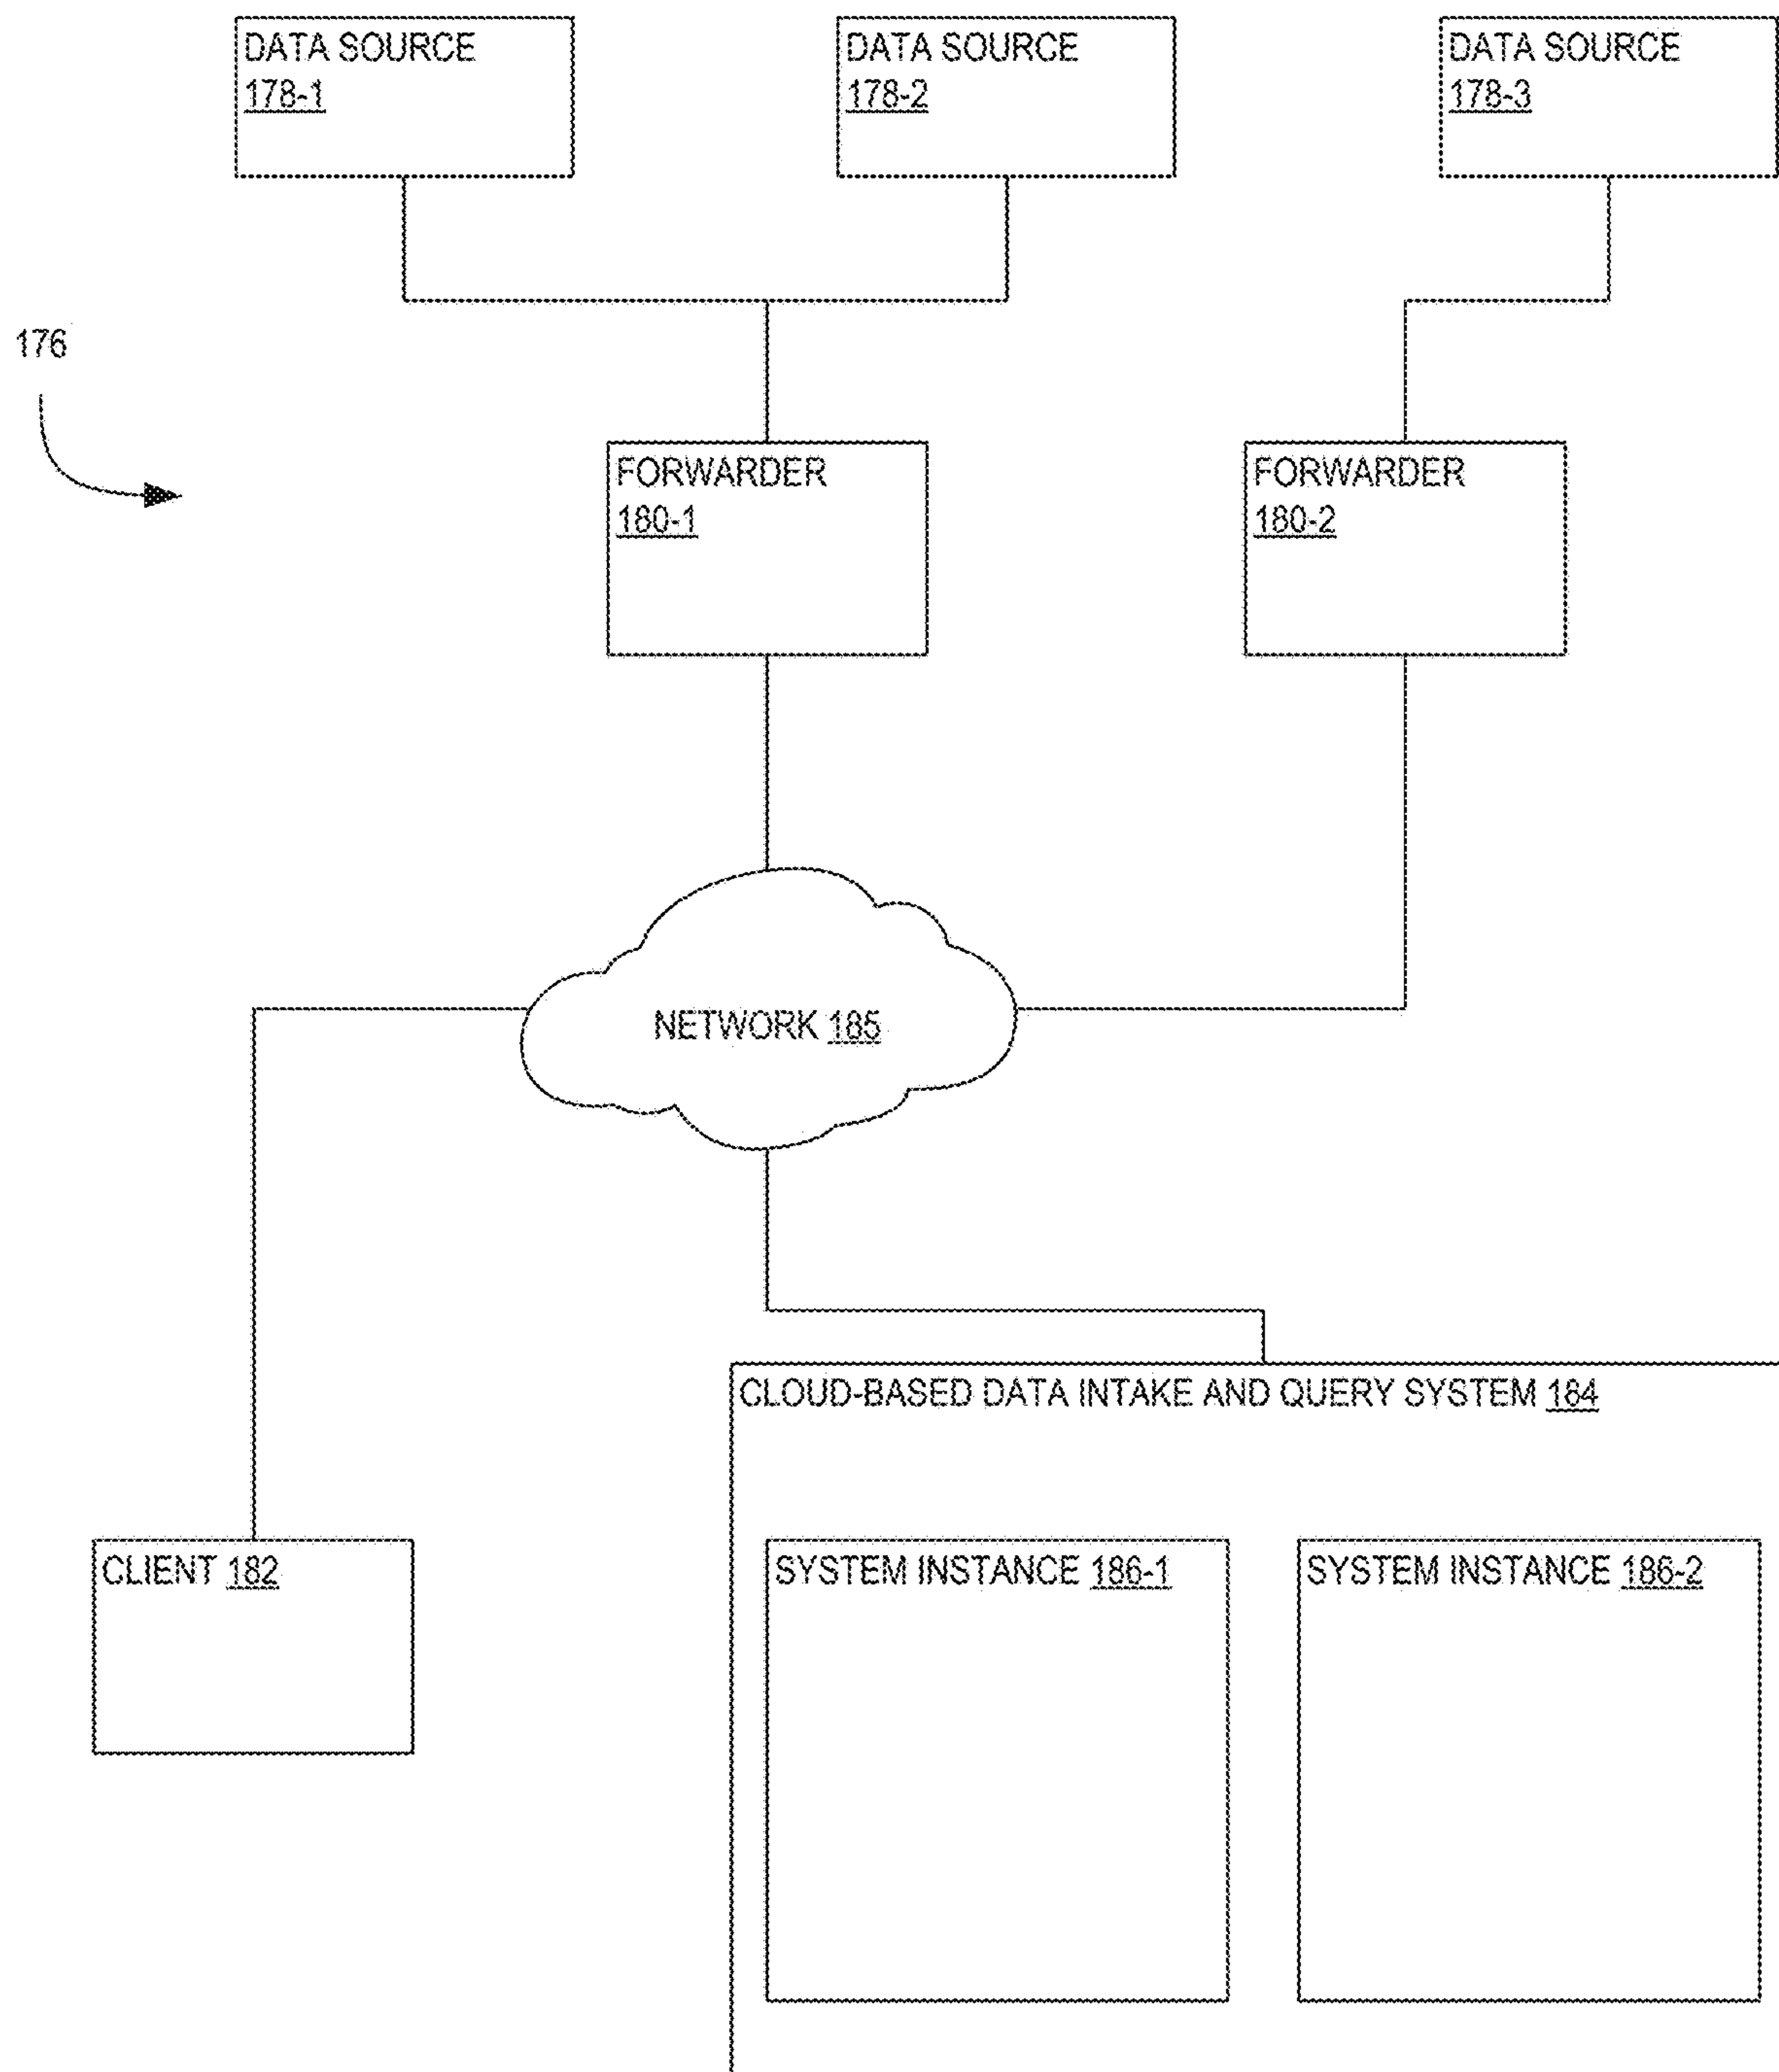 DATA SOURCE
178-1
DATA SOURCE
178-2
DATA SOURCE
178-3
176
FORWARDER
180-1
FORWARDER
180-2
NETWORK 185
CLOUD-BASED DATA INTAKE AND QUERY SYSTEM 184
CLIENT 182
SYSTEM INSTANCE 186-1
SYSTEM INSTANCE 186-2